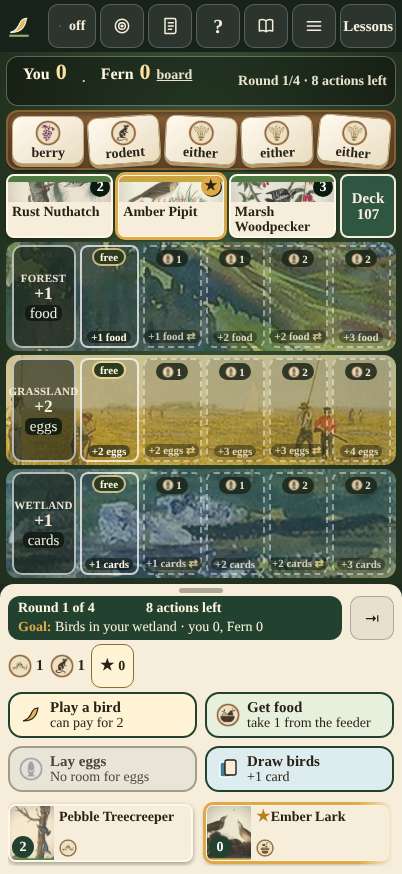 off
?
Lessons
You 0 · Fern 0 board
Round 1/4 · 8 actions left
berry
rodent
either
either
either
2
★
3
Rust Nuthatch
Amber Pipit
Marsh Woodpecker
Deck
107
FOREST
+1
food
free
1
1
2
2
+1 food
+1 food ⇄
+2 food
+2 food ⇄
+3 food
GRASSLAND
+2
eggs
free
1
1
2
2
+2 eggs
+2 eggs ⇄
+3 eggs
+3 eggs ⇄
+4 eggs
WETLAND
+1
cards
free
1
1
2
2
+1 cards
+1 cards ⇄
+2 cards
+2 cards ⇄
+3 cards
Round 1 of 4 8 actions left
Goal: Birds in your wetland · you 0, Fern 0
1 1 ★ 0
Play a bird
can pay for 2
Get food
take 1 from the feeder
Lay eggs
No room for eggs
Draw birds
+1 card
Pebble Treecreeper
2
★Ember Lark
0